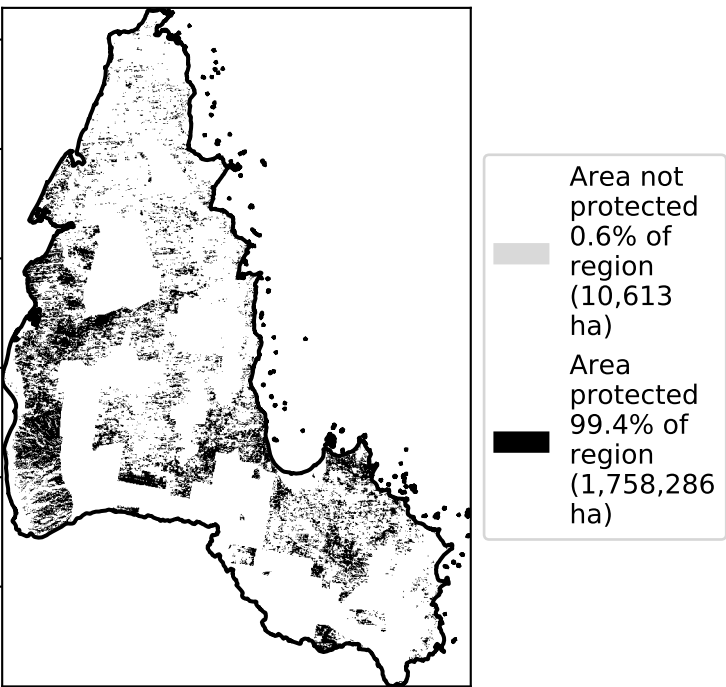 Area not
protected
0.6% of
region
(10,613
ha)
Area
protected
99.4% of
region
(1,758,286
ha)